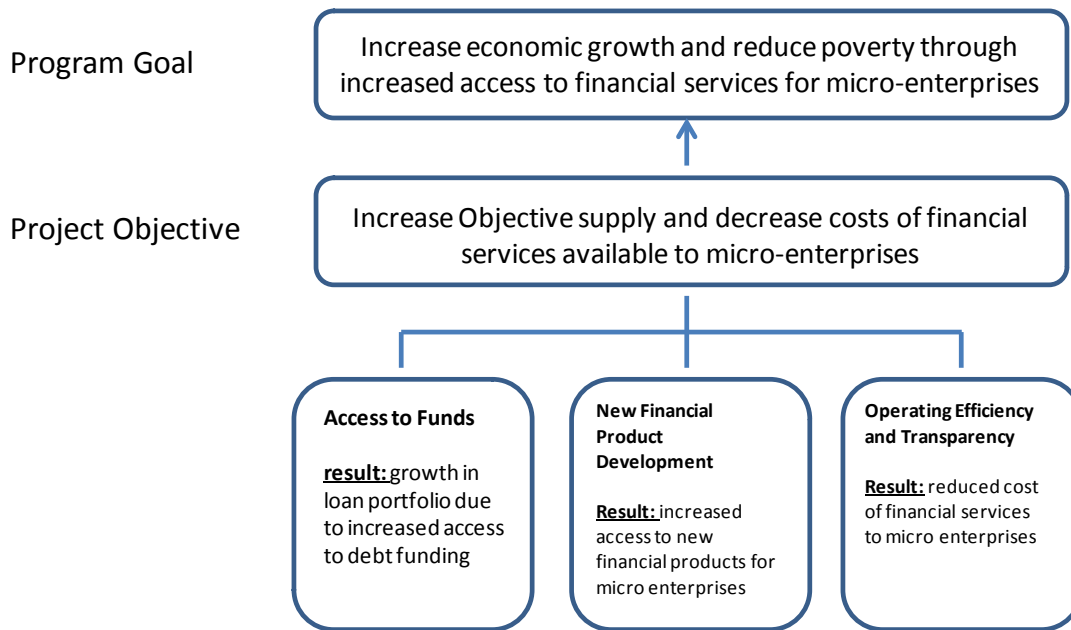 Program Goal
Increase economic growth and reduce poverty through
increased access to financial services for micro-enterprises
Project Objective
Increase Objective supply and decrease costs of financial
services available to micro-enterprises
Access to Funds
result: growth in
loan portfolio due
to increased access
to debt funding
New Financial
Product
Development
Result: increased
access to new
financial products for
micro enterprises
Operating Efficiency
and Transparency
Result: reduced cost
of financial services
to micro enterprises